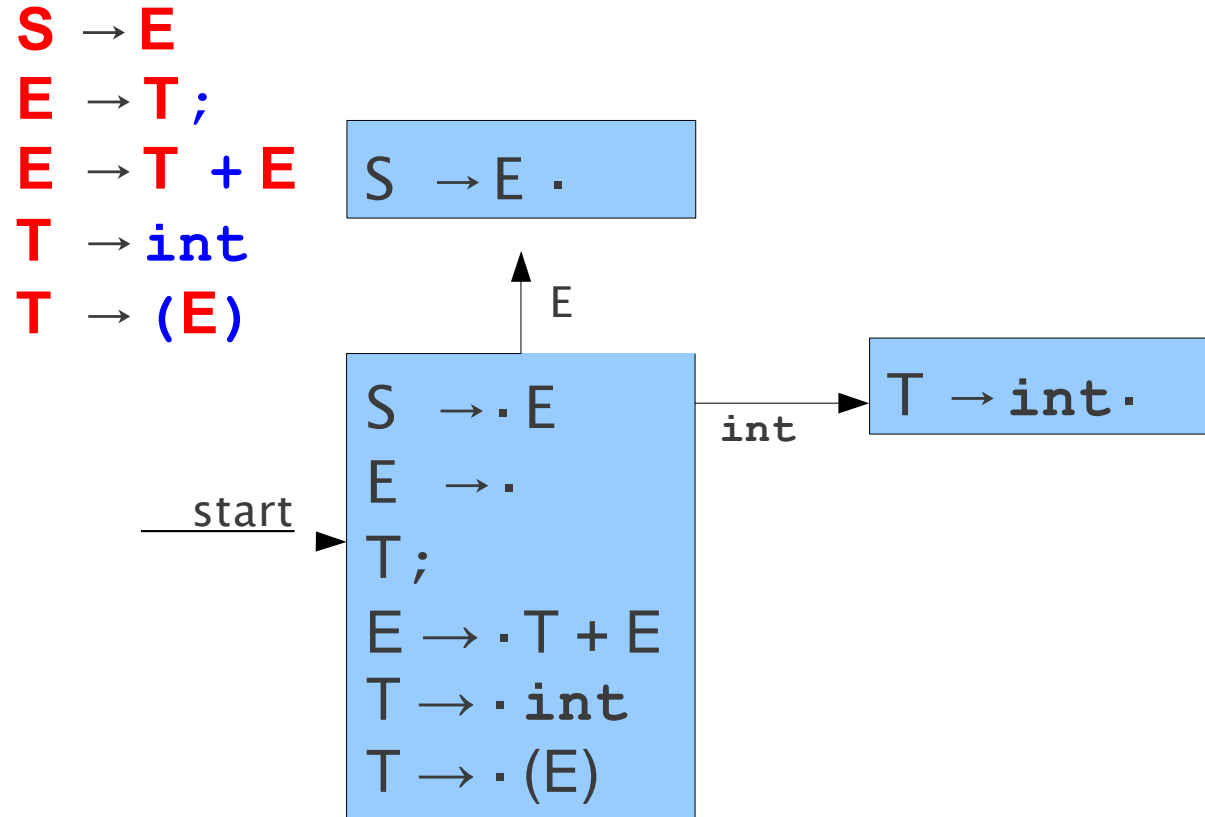 S → E
E → T ;
E → T + E
T → int
T → (E)
S → E ·
E
S → · E
E → ·
T ;
E → · T + E
T → · int
T → · (E)
start
int
T → int ·